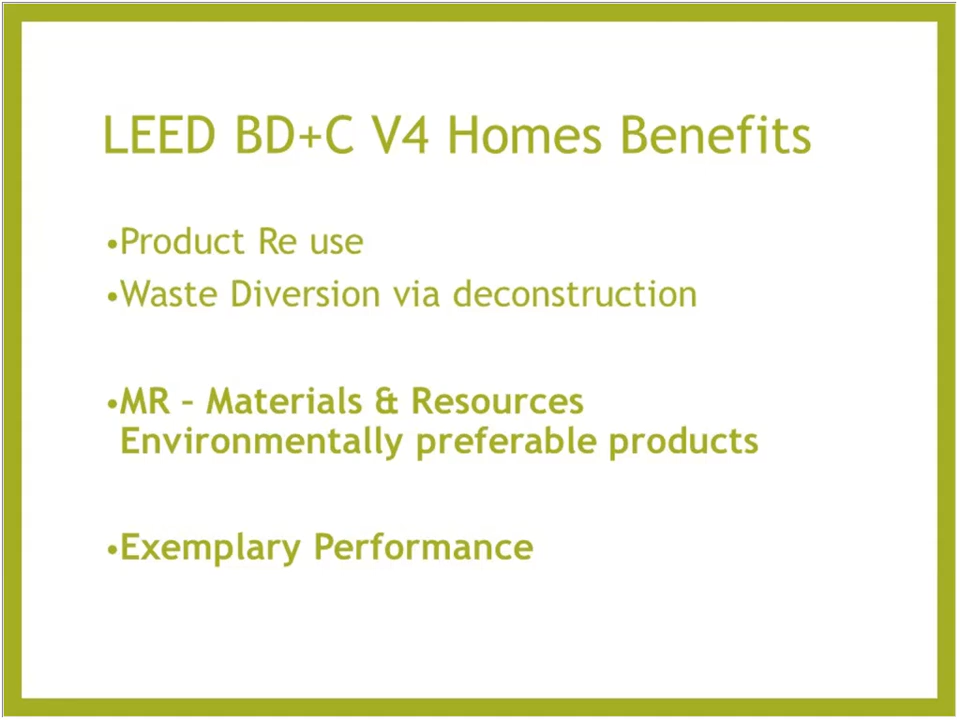 LEED BD+C V4 Homes Benefits
•Product Re use
•Waste Diversion via deconstruction
•MR – Materials & Resources
Environmentally preferable products
•Exemplary Performance